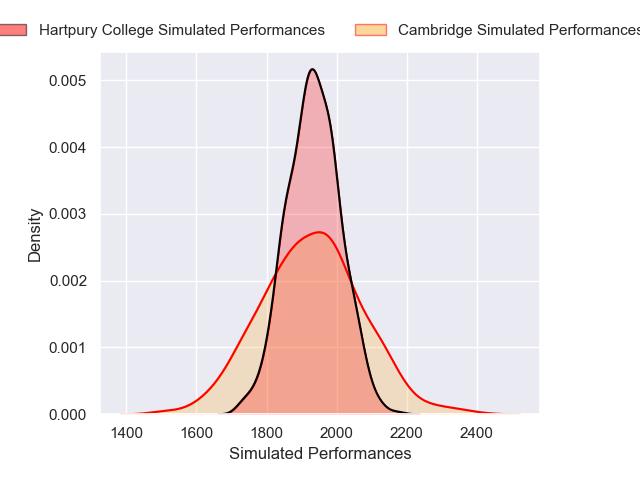 Hartpury College Simulated Performances
Cambridge Simulated Performances
0.005
0.004
0.003
0.002
0.001
0.000
Density
1400 1600 1800 2000 2200 2400
Simulated Performances